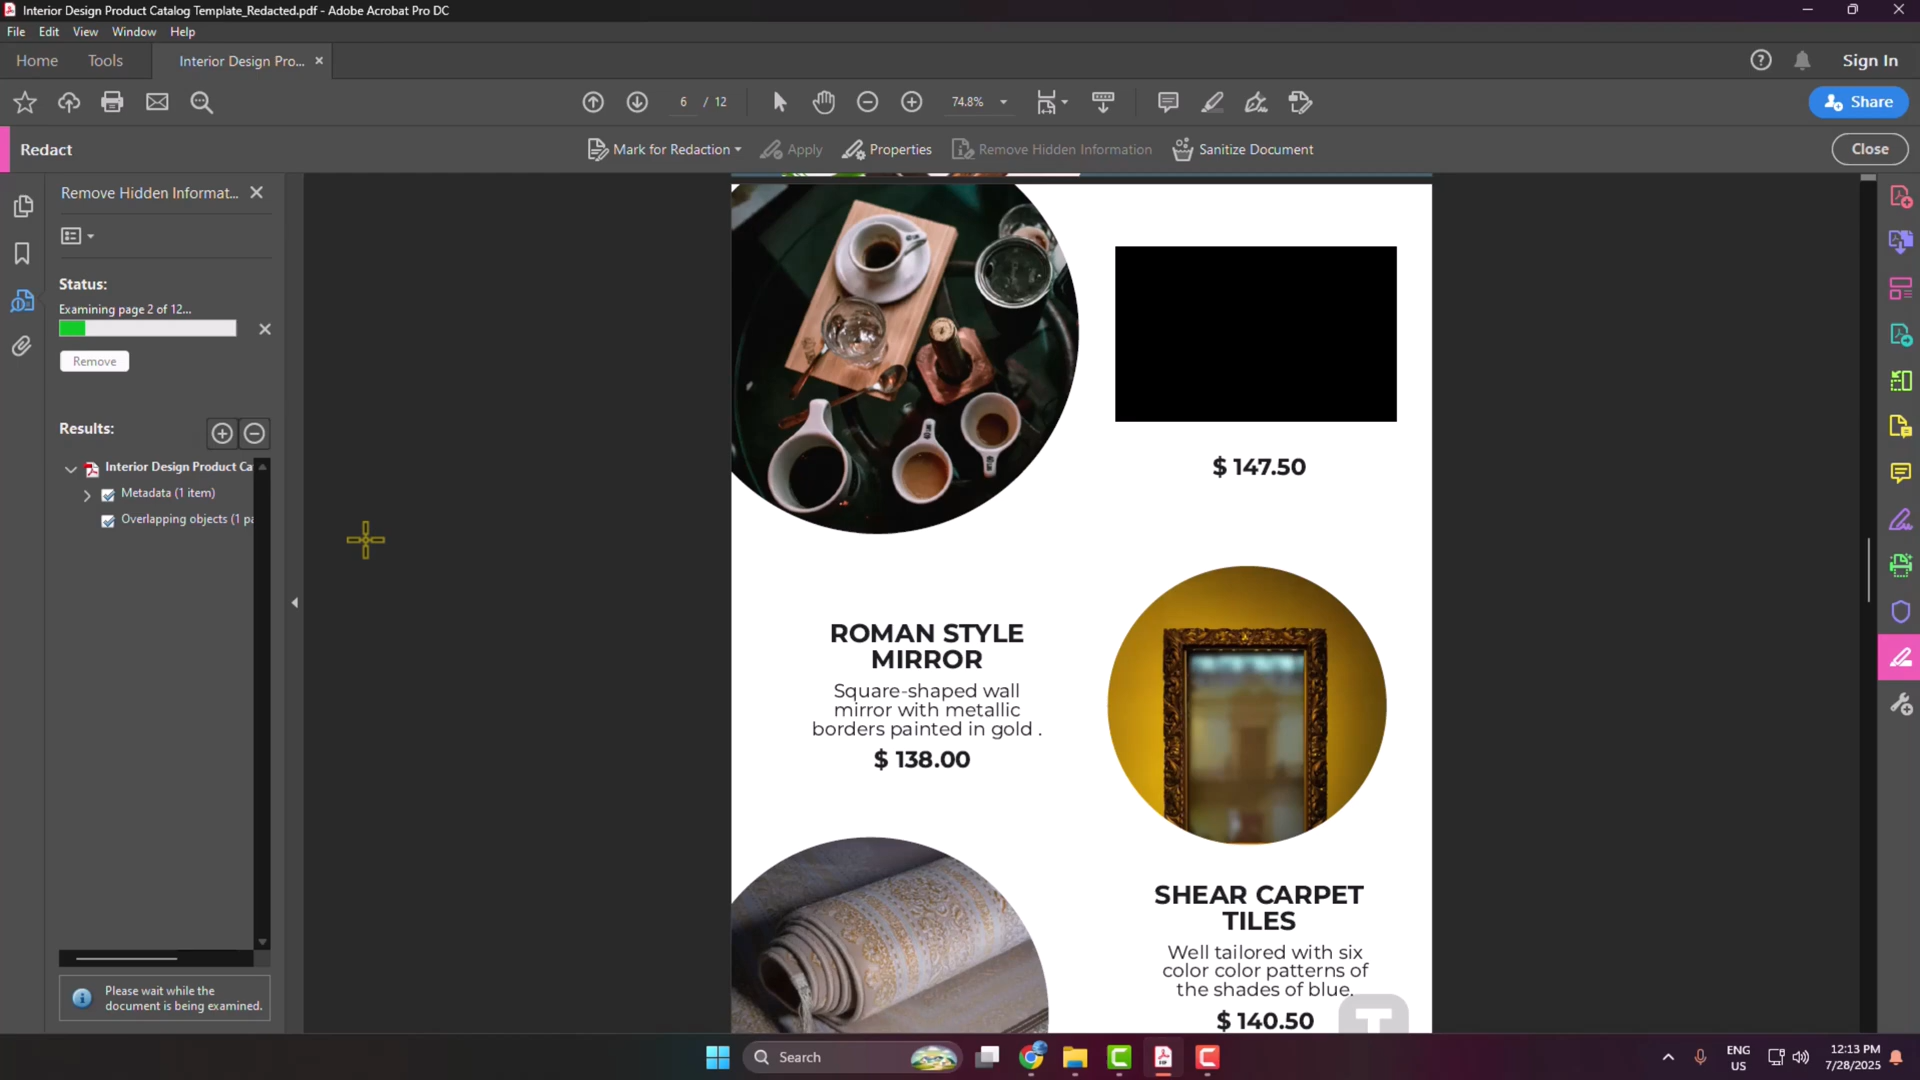 Interior Design Product Catalog Template_Redacted.pdf - Adobe Acrobat Pro DC
File Edit View Window Help
Home Tools Interior Design Pro... Sign In
6 / 12 74.8% Share
Redact Mark for Redaction Apply Properties Remove Hidden Information Sanitize Document Close
Remove Hidden Informat...
Status:
Examining page 2 of 12...
Remove
Results:
Interior Design Product Ca
Metadata (1 item)
Overlapping objects (1 pa
Please wait while the
document is being examined.
$ 147.50
ROMAN STYLE
MIRROR
Square-shaped wall
mirror with metallic
borders painted in gold .
$ 138.00
SHEAR CARPET
TILES
Well tailored with six
color color patterns of
the shades of blue.
$ 140.50
T
Search
ENG
US
12:13 PM
7/28/2025